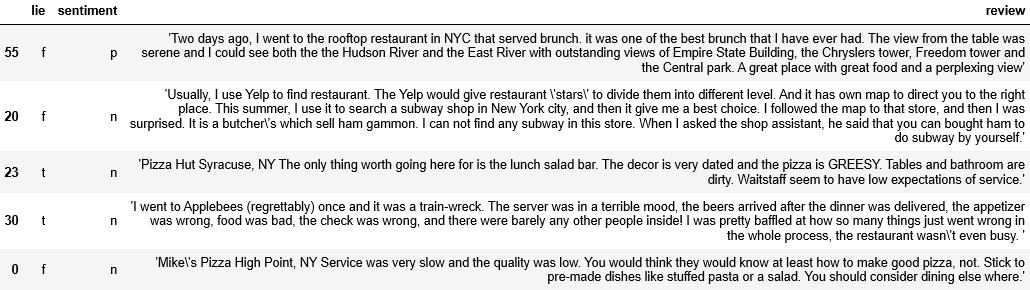 lie sentiment review
55 f p 'Two days ago, I went to the rooftop restaurant in NYC that served brunch. it was one of the best brunch that I have ever had. The view from the table was
serene and I could see both the the Hudson River and the East River with outstanding views of Empire State Building, the Chryslers tower, Freedom tower and
the Central park. A great place with great food and a perplexing view'
20 f n 'Usually, I use Yelp to find restaurant. The Yelp would give restaurant \'stars\' to divide them into different level. And it has own map to direct you to the right
place. This summer, I use it to search a subway shop in New York city, and then it give me a best choice. I followed the map to that store, and then I was
surprised. It is a butcher\'s which sell ham gammon. I can not find any subway in this store. When I asked the shop assistant, he said that you can bought ham to
do subway by yourself.'
23 t n 'Pizza Hut Syracuse, NY The only thing worth going here for is the lunch salad bar. The decor is very dated and the pizza is GREESY. Tables and bathroom are
dirty. Waitstaff seem to have low expectations of service.'
30 t n 'I went to Applebees (regrettably) once and it was a train-wreck. The server was in a terrible mood, the beers arrived after the dinner was delivered, the appetizer
was wrong, food was bad, the check was wrong, and there were barely any other people inside! I was pretty baffled at how so many things just went wrong in
the whole process, the restaurant wasn\'t even busy. '
0 f n 'Mike\'s Pizza High Point, NY Service was very slow and the quality was low. You would think they would know at least how to make good pizza, not. Stick to
pre-made dishes like stuffed pasta or a salad. You should consider dining else where.'